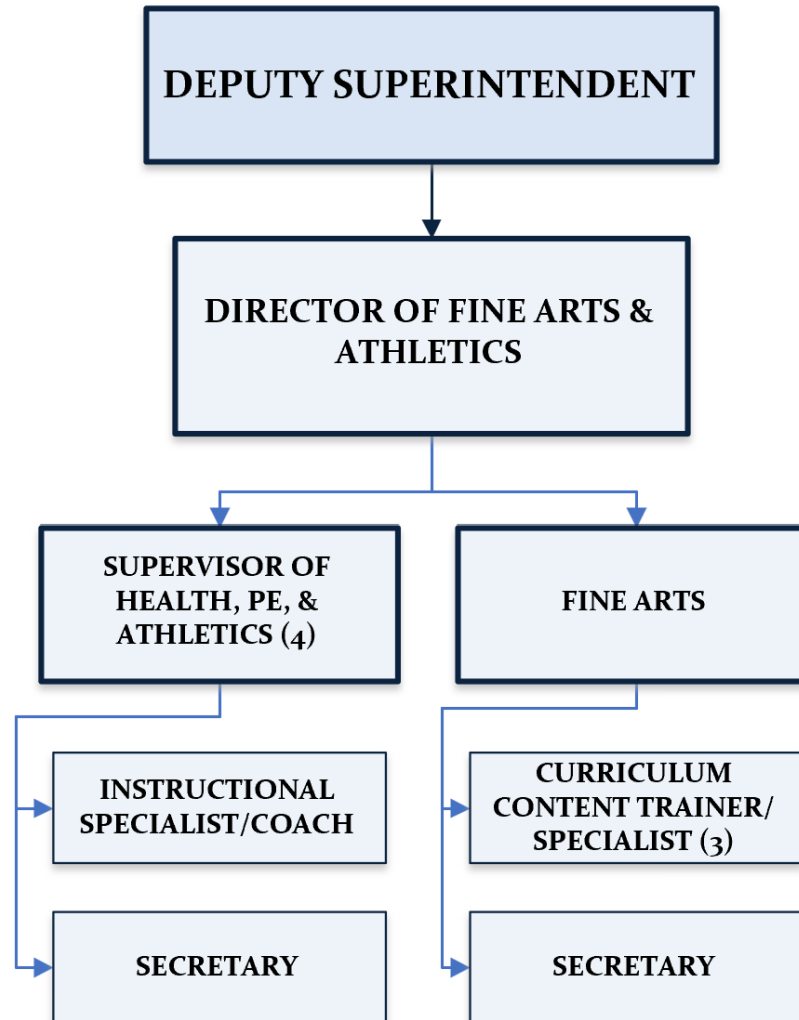 DEPUTY SUPERINTENDENT
DIRECTOR OF FINE ARTS &
ATHLETICS
SUPERVISOR OF
HEALTH, PE, &
ATHLETICS (4)
FINE ARTS
INSTRUCTIONAL
SPECIALIST/COACH
CURRICULUM
CONTENT TRAINER/
SPECIALIST (3)
SECRETARY
SECRETARY